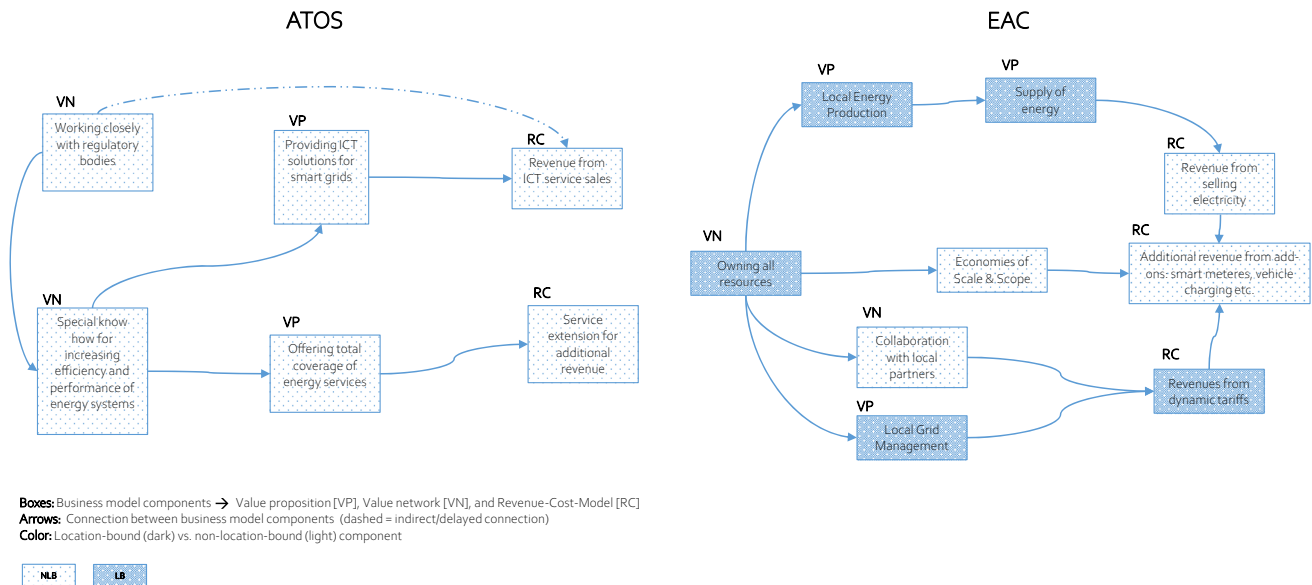 ATOS
VN
Working closely
with regulatory
bodies
VP
Providing ICT
solutions for
smart grids
RC
Revenue from
ICT service sales
VN
Special know
how for
increasing
efficiency and
performance of
energy systems
VP
Offering total
coverage of
energy services
RC
Service
extension for
additional
revenue
EAC
VP
Local Energy
Production
VP
Supply of
energy
RC
Revenue from
selling
electricity
VN
Owning all
resources
Economies of
Scale & Scope
RC
Additional revenue from add-
ons: smart meteres, vehicle
charging etc.
VN
Collaboration
with local
partners
VP
Local Grid
Management
RC
Revenues from
dynamic tariffs
Boxes: Business model components → Value proposition [VP], Value network [VN], and Revenue-Cost-Model [RC]
Arrows: Connection between business model components (dashed = indirect/delayed connection)
Color: Location-bound (dark) vs. non-location-bound (light) component
NLB
LB